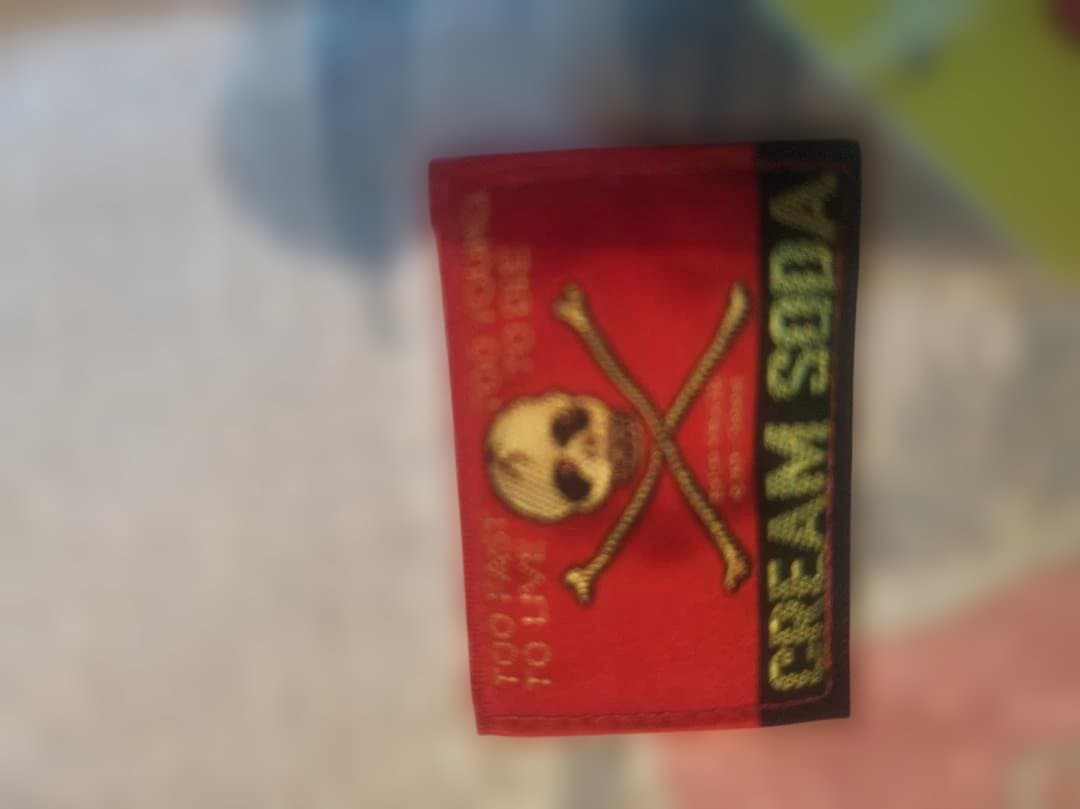 TOO FAST
TO LIVE
TOO YOUNG
TO DIE
CREAM SODA